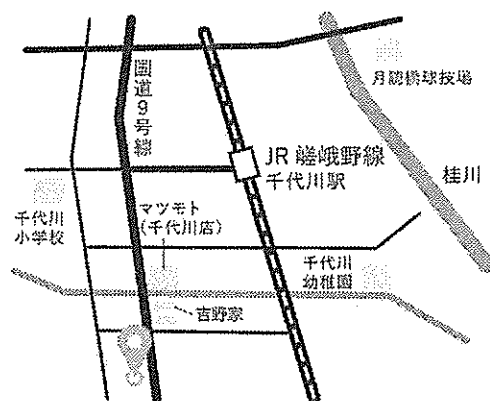 国道9号線
月読橋球技場
JR 嵯峨野線
千代川駅
桂川
千代川
小学校
マツモト
(千代川店)
千代川
幼稚園
吉野家